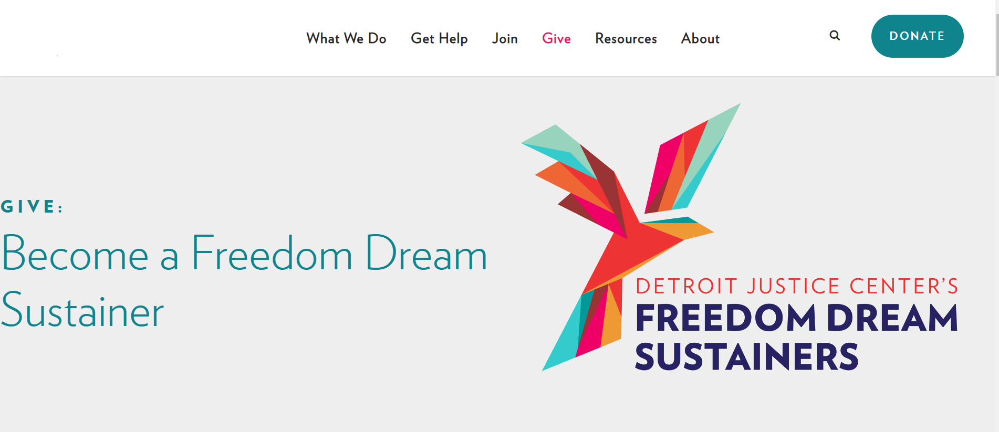 What We Do Get Help Join Give Resources About DONATE
GIVE:
Become a Freedom Dream
Sustainer
DETROIT JUSTICE CENTER'S
FREEDOM DREAM
SUSTAINERS